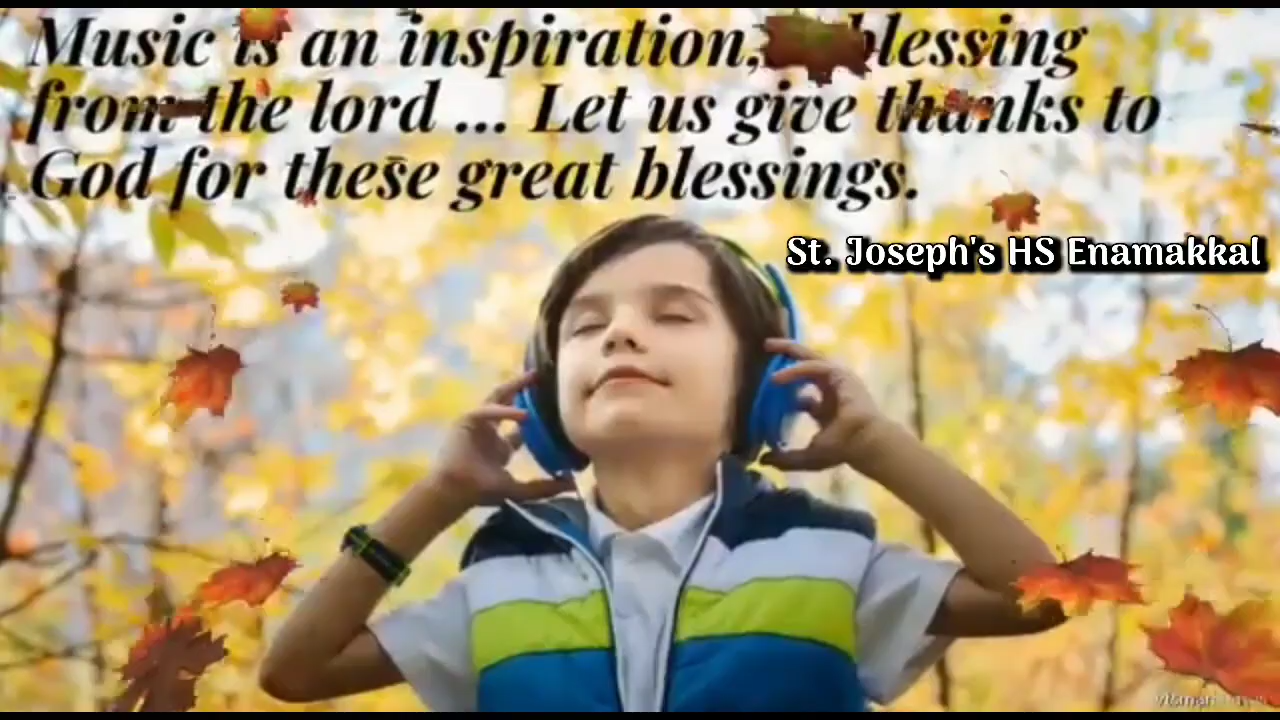 Music is an inspiration, blessing
from the lord ... Let us give thanks to
God for these great blessings.
St. Joseph's HS Enamakkal